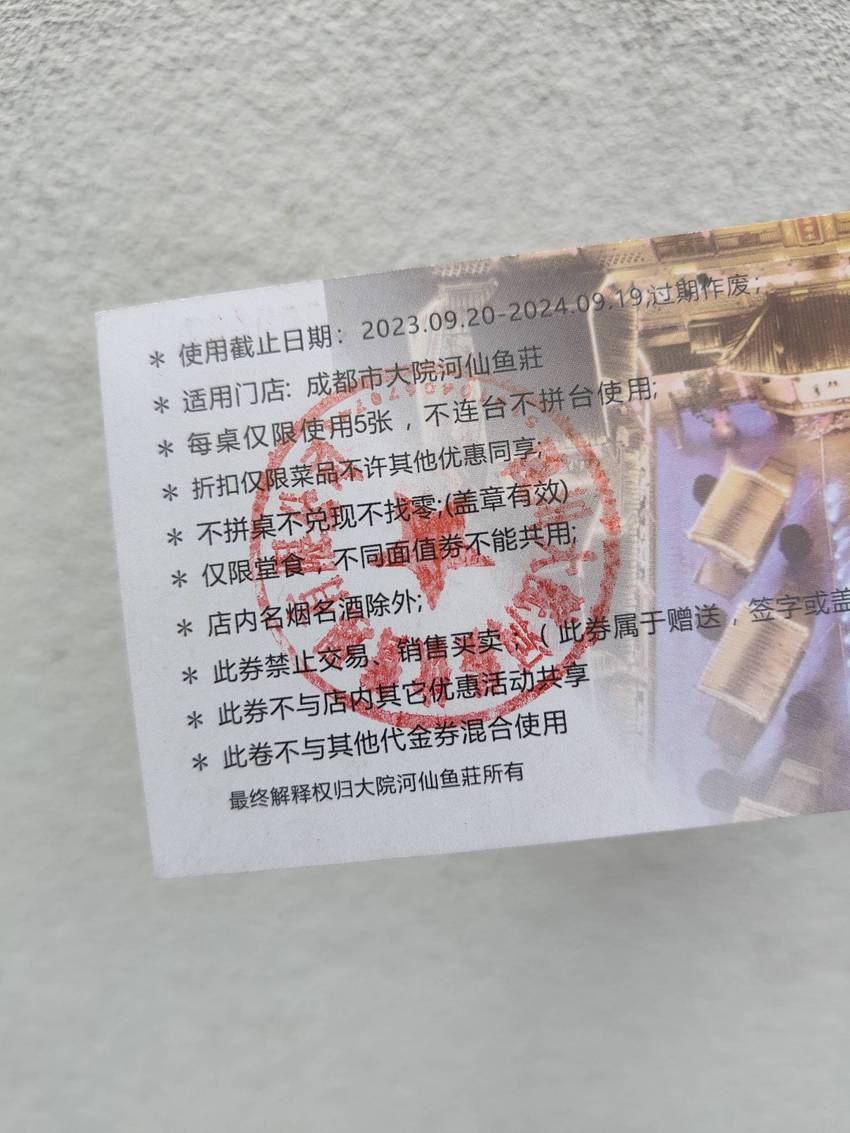 * 使用截止日期：2023.09.20-2024.09.19,过期作废；
* 适用门店: 成都市大院河仙鱼莊
* 每桌仅限使用5张，不连台不拼台使用;
* 折扣仅限菜品不许其他优惠同享;
* 不拼桌不兑现不找零;(盖章有效)
* 仅限堂食，不同面值券不能共用;
* 店内名烟名酒除外;
* 此券禁止交易、销售买卖；（此券属于赠送，签字或盖
* 此券不与店内其它优惠活动共享
* 此卷不与其他代金券混合使用
最终解释权归大院河仙鱼莊所有